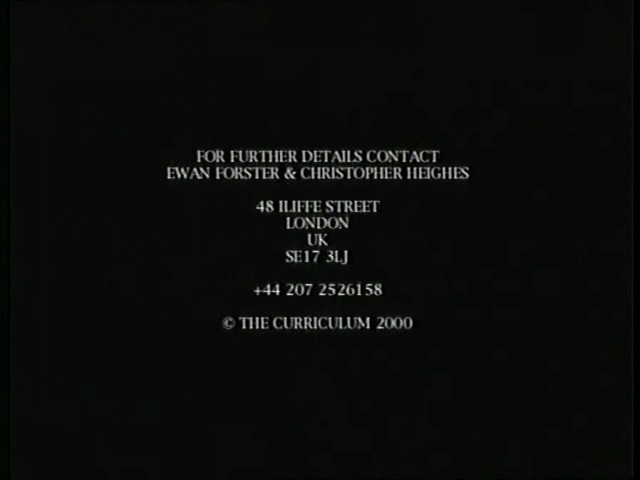 FOR FURTHER DETAILS CONTACT
EWAN FORSTER & CHRISTOPHER HEIGHES
48 ILIFFE STREET
LONDON
UK
SE17 3LJ
+44 207 2526158
© THE CURRICULUM 2000